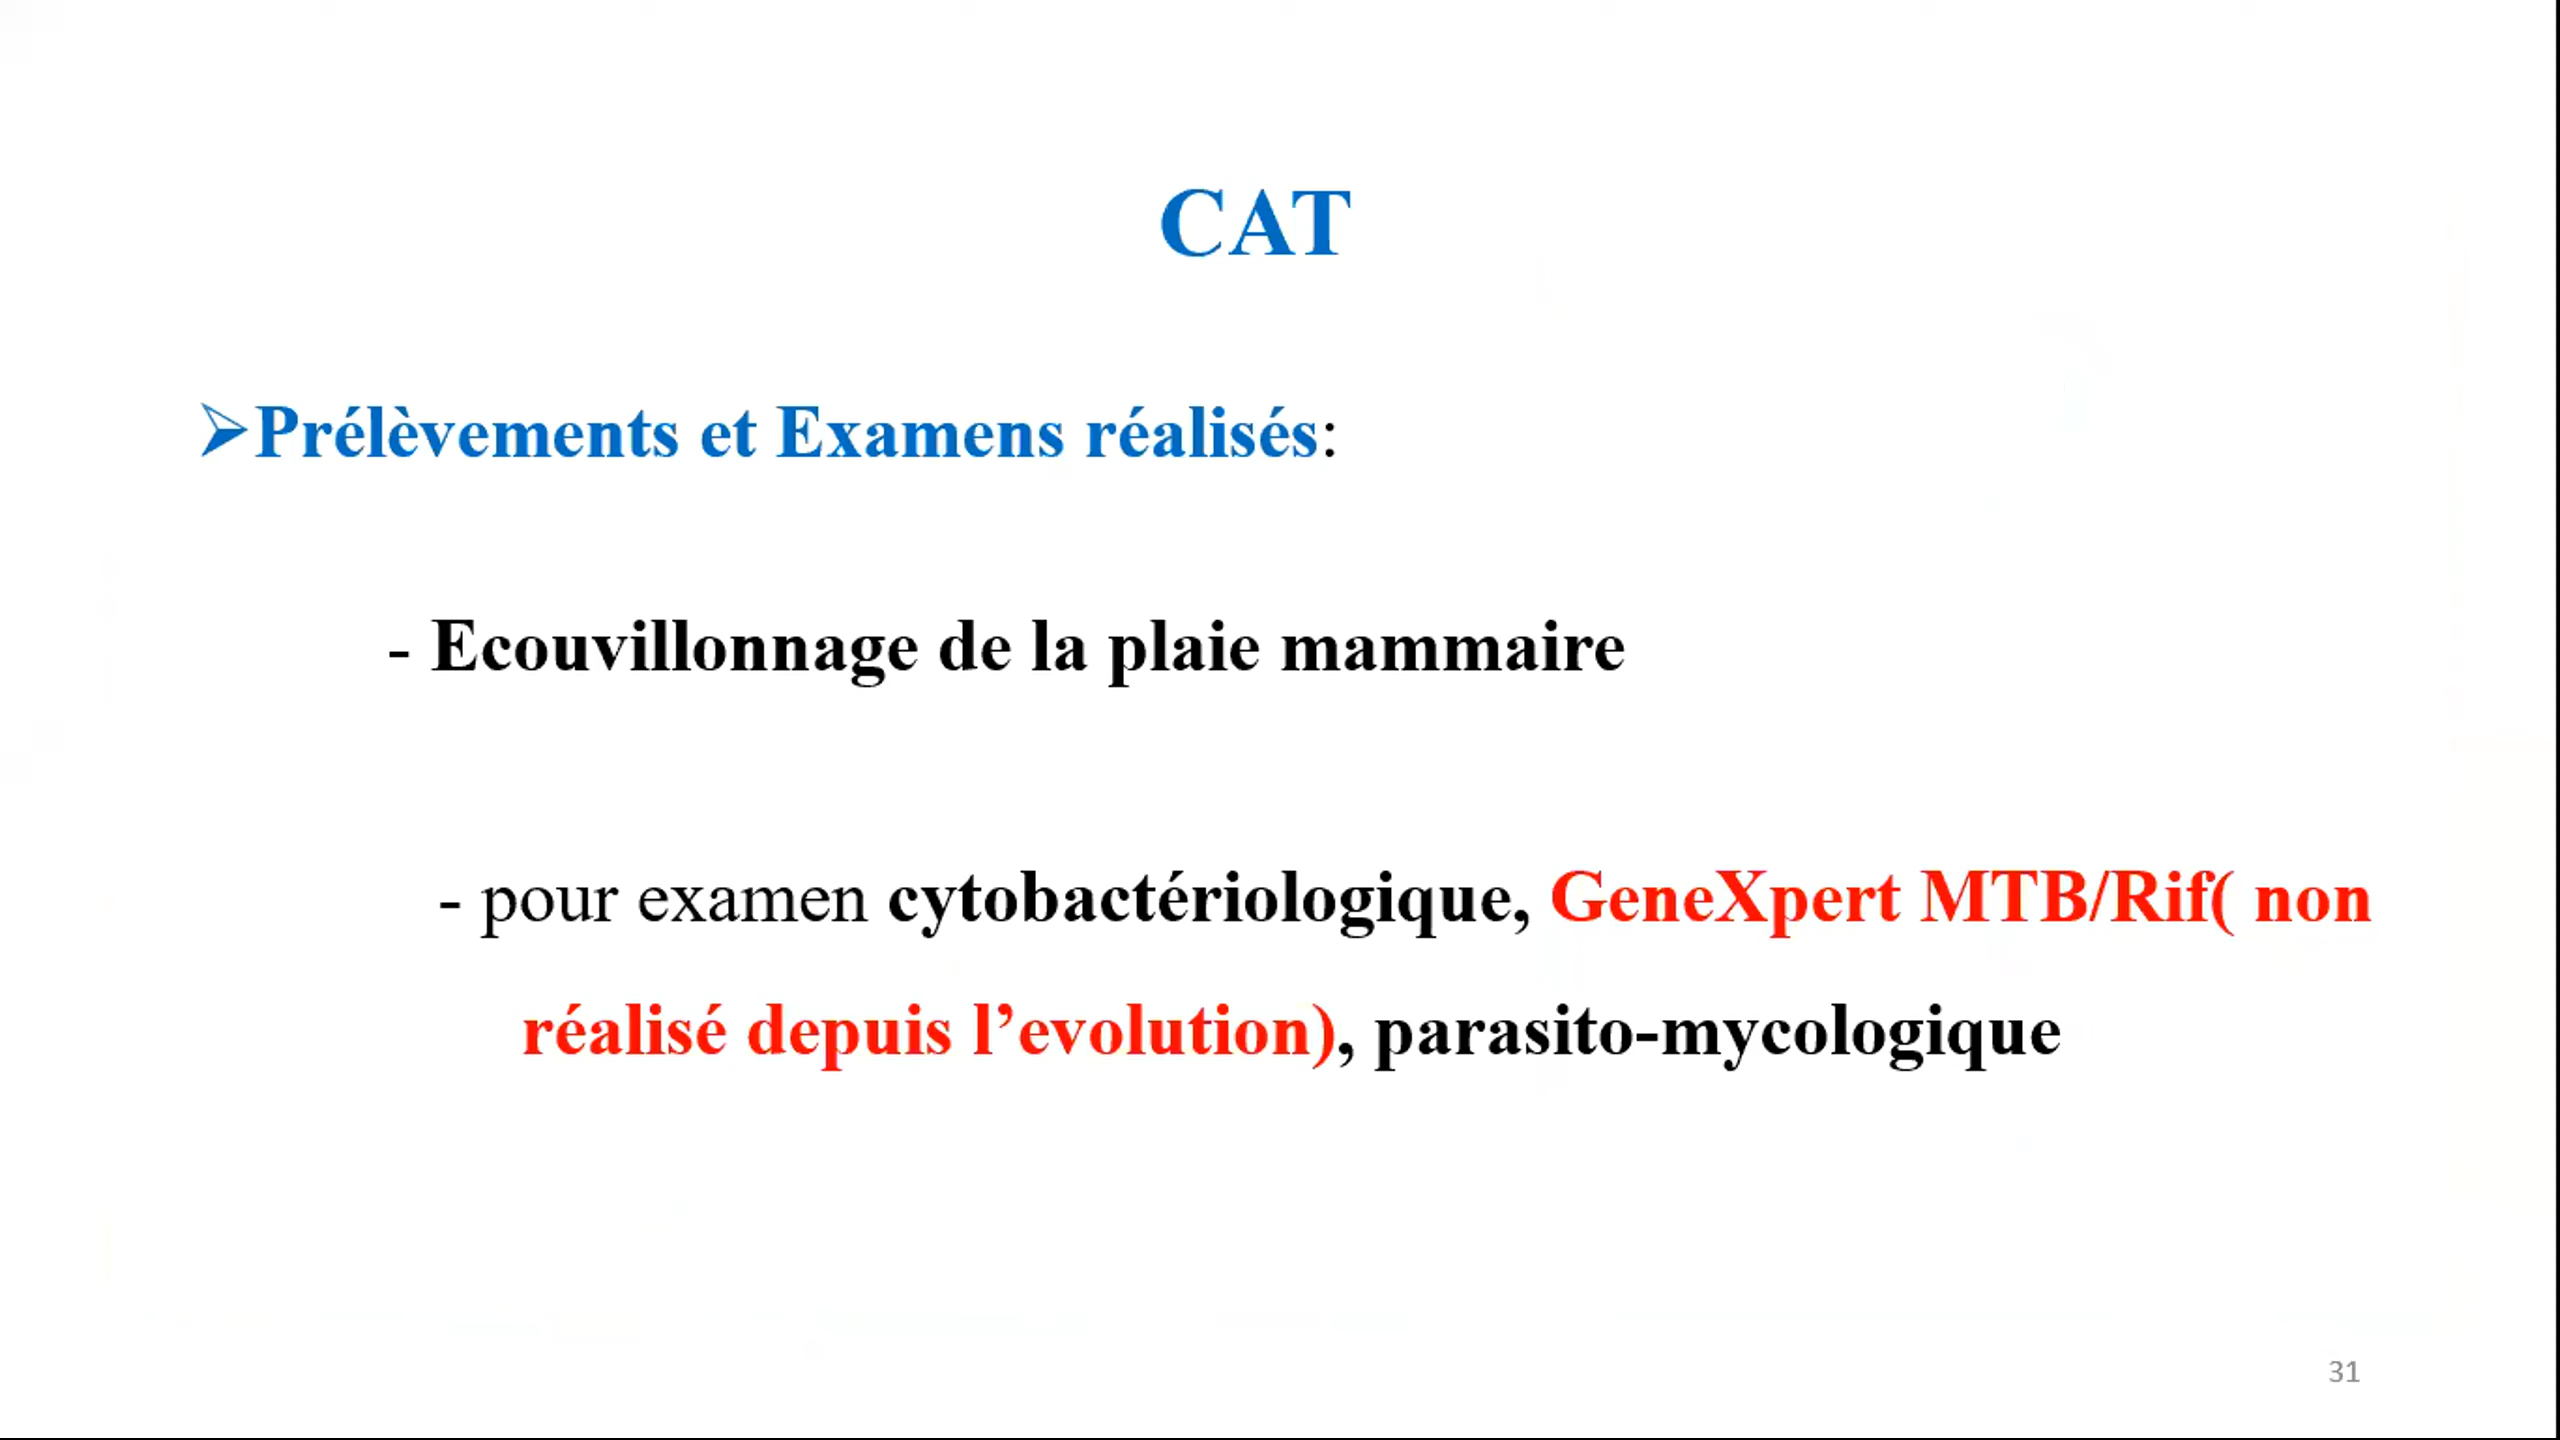 CAT
➢Prélèvements et Examens réalisés:
- Ecouvillonnage de la plaie mammaire
- pour examen cytobactériologique, GeneXpert MTB/Rif( non
réalisé depuis l’evolution), parasito-mycologique
31